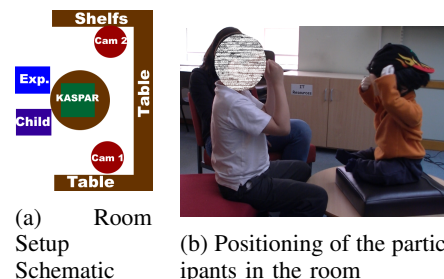 Shelfs
Cam 2
Exp.
KASPAR
Table
Child
Cam 1
Table
(a) Room
Setup
Schematic
(b) Positioning of the partic
ipants in the room